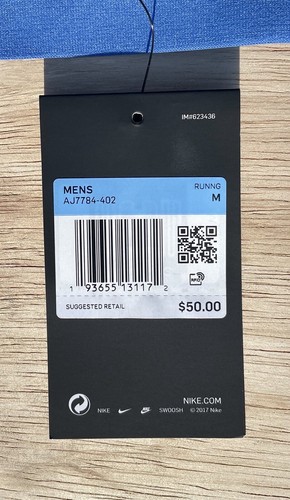 IM#623436
MENS RUNNG
AJ7784-402 M
1 93655 13117 2
SUGGESTED RETAIL $50.00
NIKE.COM
NIKE SWOOSH © 2017 Nike